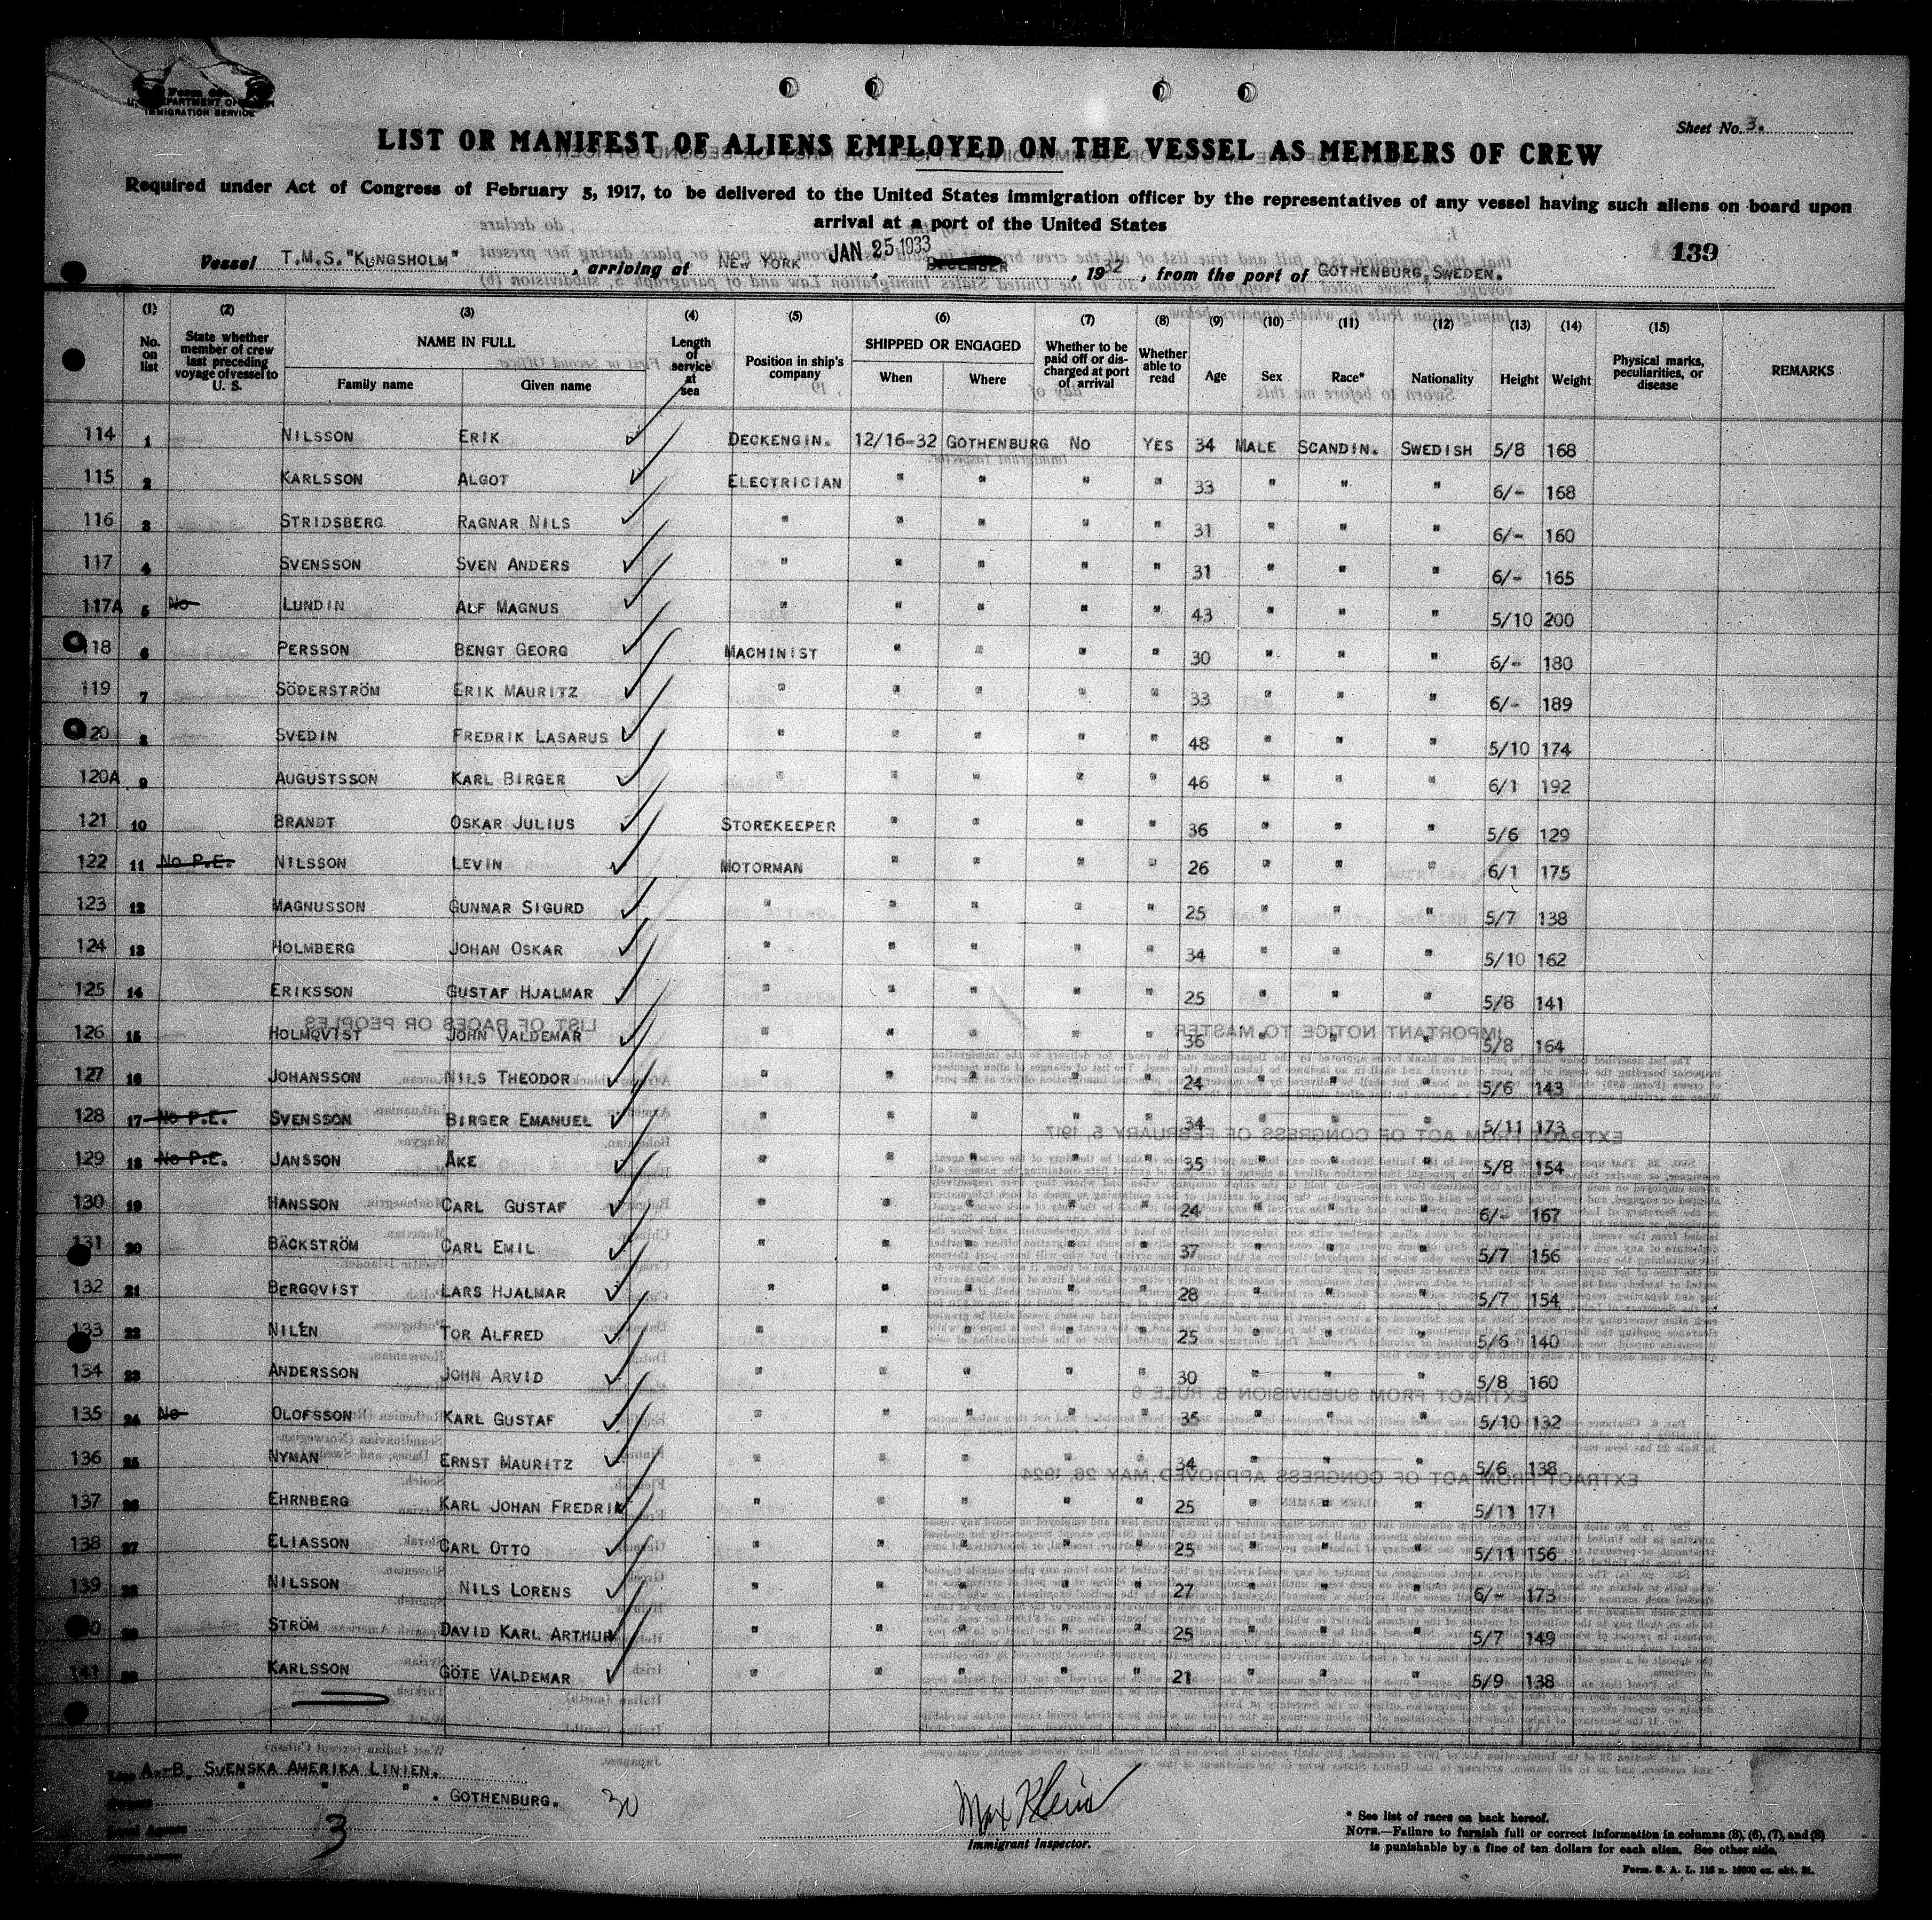 U. S. DEPARTMENT OF
IMMIGRATION SERVICE
Sheet No. 3.
LIST OR MANIFEST OF ALIENS EMPLOYED ON THE VESSEL AS MEMBERS OF CREW
Required under Act of Congress of February 5, 1917, to be delivered to the United States immigration officer by the representatives of any vessel having such aliens on board upon
arrival at a port of the United States
139
Vessel T.M.S. "KUNGSHOLM", arriving at NEW YORK JAN 25 1933, DECEMBER, 1932, from the port of GOTHENBURG, SWEDEN.
(1) No. on list (2) State whether member of crew last preceding voyage of vessel to U. S. (3) NAME IN FULL Family name Given name (4) Length of service at sea (5) Position in ship's company (6) SHIPPED OR ENGAGED When Where (7) Whether to be paid off or discharged at port of arrival (8) Whether able to read (9) Age (10) Sex (11) Race* (12) Nationality (13) Height (14) Weight (15) Physical marks, peculiarities, or disease REMARKS
114 1 NILSSON ERIK DECKENGIN. 12/16-32 GOTHENBURG NO YES 34 MALE SCANDIN. SWEDISH 5/8 168
115 2 KARLSSON ALGOT ELECTRICIAN " " " " 33 " " " 6/- 168
116 3 STRIDSBERG RAGNAR NILS " " " " " 31 " " " 6/- 160
117 4 SVENSSON SVEN ANDERS " " " " " 31 " " " 6/- 165
117A 5 No LUNDIN ALF MAGNUS " " " " " 43 " " " 5/10 200
118 6 PERSSON BENGT GEORG MACHINIST " " " " 30 " " " 6/- 180
119 7 SÖDERSTRÖM ERIK MAURITZ " " " " " 33 " " " 6/- 189
120 8 SVEDIN FREDRIK LASARUS " " " " " 48 " " " 5/10 174
120A 9 AUGUSTSSON KARL BIRGER " " " " " 46 " " " 6/1 192
121 10 BRANDT OSKAR JULIUS STOREKEEPER " " " " 36 " " " 5/6 129
122 11 No P.E. NILSSON LEVIN MOTORMAN " " " " 26 " " " 6/1 175
123 12 MAGNUSSON GUNNAR SIGURD " " " " " 25 " " " 5/7 138
124 13 HOLMBERG JOHAN OSKAR " " " " " 34 " " " 5/10 162
125 14 ERIKSSON GUSTAF HJALMAR " " " " " 25 " " " 5/8 141
126 15 HOLMQVIST JOHN VALDEMAR " " " " " 36 " " " 5/8 164
127 16 JOHANSSON NILS THEODOR " " " " " 24 " " " 5/6 143
128 17 No P.E. SVENSSON BIRGER EMANUEL " " " " " 34 " " " 5/11 173
129 18 No P.E. JANSSON ÅKE " " " " " 35 " " " 5/8 154
130 19 HANSSON CARL GUSTAF " " " " " 24 " " " 6/- 167
131 20 BÄCKSTRÖM CARL EMIL " " " " " 37 " " " 5/7 156
132 21 BERGQVIST LARS HJALMAR " " " " " 28 " " " 5/7 154
133 22 NILÉN TOR ALFRED " " " " " 25 " " " 5/6 140
134 23 ANDERSSON JOHN ARVID " " " " " 30 " " " 5/8 160
135 24 No OLOFSSON KARL GUSTAF " " " " " 35 " " " 5/10 132
136 25 NYMAN ERNST MAURITZ " " " " " 34 " " " 5/6 138
137 26 EHRNBERG KARL JOHAN FREDRIK " " " " " 25 " " " 5/11 171
138 27 ELIASSON CARL OTTO " " " " " 25 " " " 5/11 156
139 28 NILSSON NILS LORENS " " " " " 27 " " " 6/- 173
29 STRÖM DAVID KARL ARTHUR " " " " " 25 " " " 5/7 149
141 30 KARLSSON GÖTE VALDEMAR " " " " " 21 " " " 5/9 138
Line A.-B. SVENSKA AMERIKA LINIEN.
" " ". GOTHENBURG. 30
3
Max Klein
Immigrant Inspector.
* See list of races on back hereof.
NOTE.—Failure to furnish full or correct information in columns (5), (6), (7), and (8)
is punishable by a fine of ten dollars for each alien. See other side.